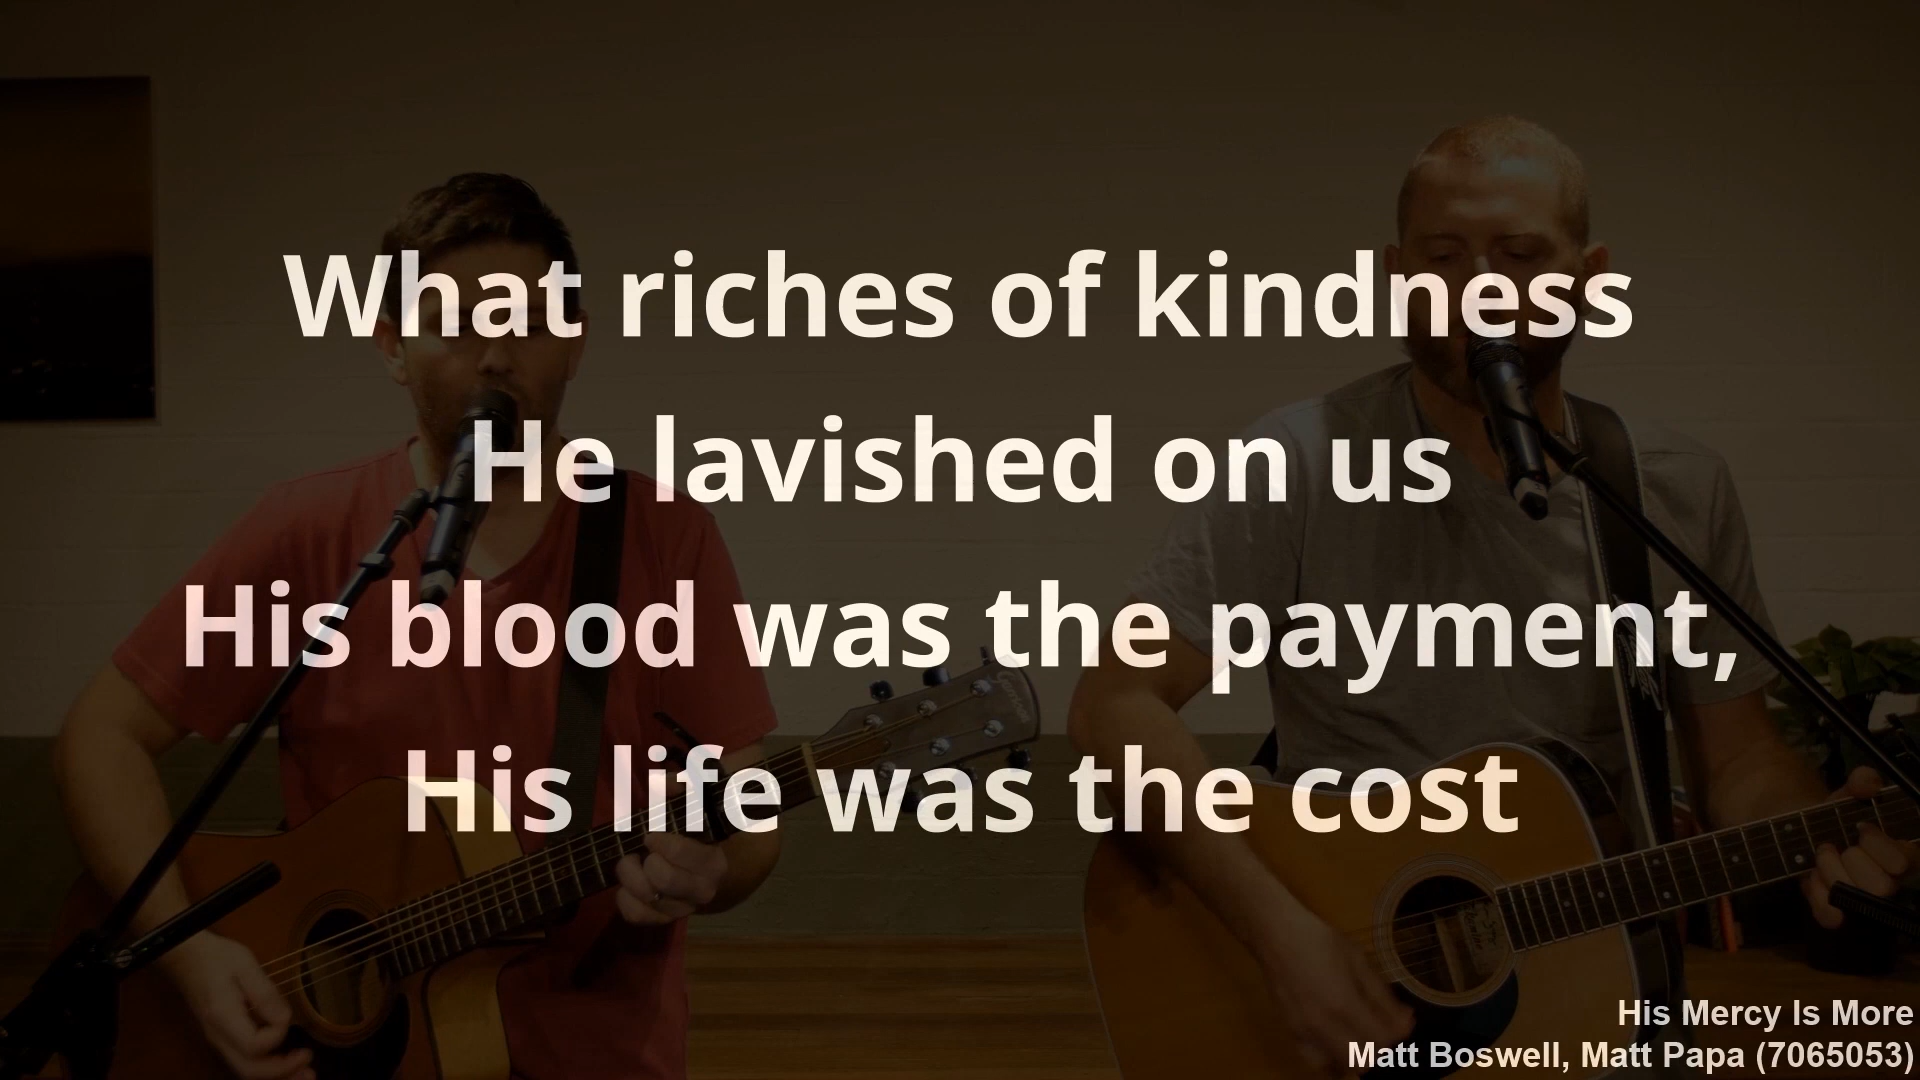 What riches of kindness
He lavished on us
His blood was the payment,
His life was the cost
His Mercy Is More
Matt Boswell, Matt Papa (7065053)